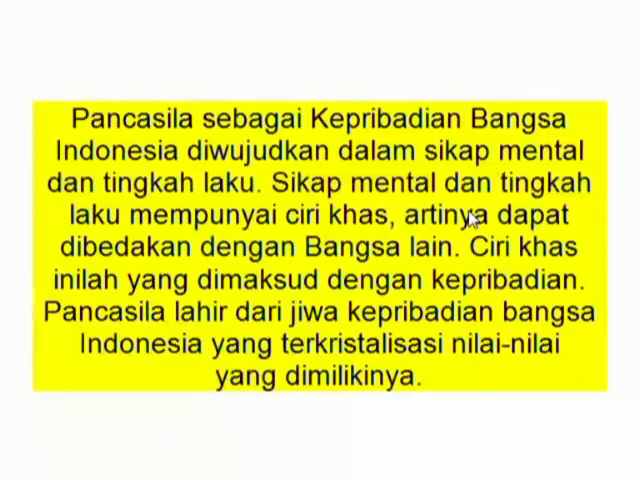 Pancasila sebagai Kepribadian Bangsa
Indonesia diwujudkan dalam sikap mental
dan tingkah laku. Sikap mental dan tingkah
laku mempunyai ciri khas, artinya dapat
dibedakan dengan Bangsa lain. Ciri khas
inilah yang dimaksud dengan kepribadian.
Pancasila lahir dari jiwa kepribadian bangsa
Indonesia yang terkristalisasi nilai-nilai
yang dimilikinya.